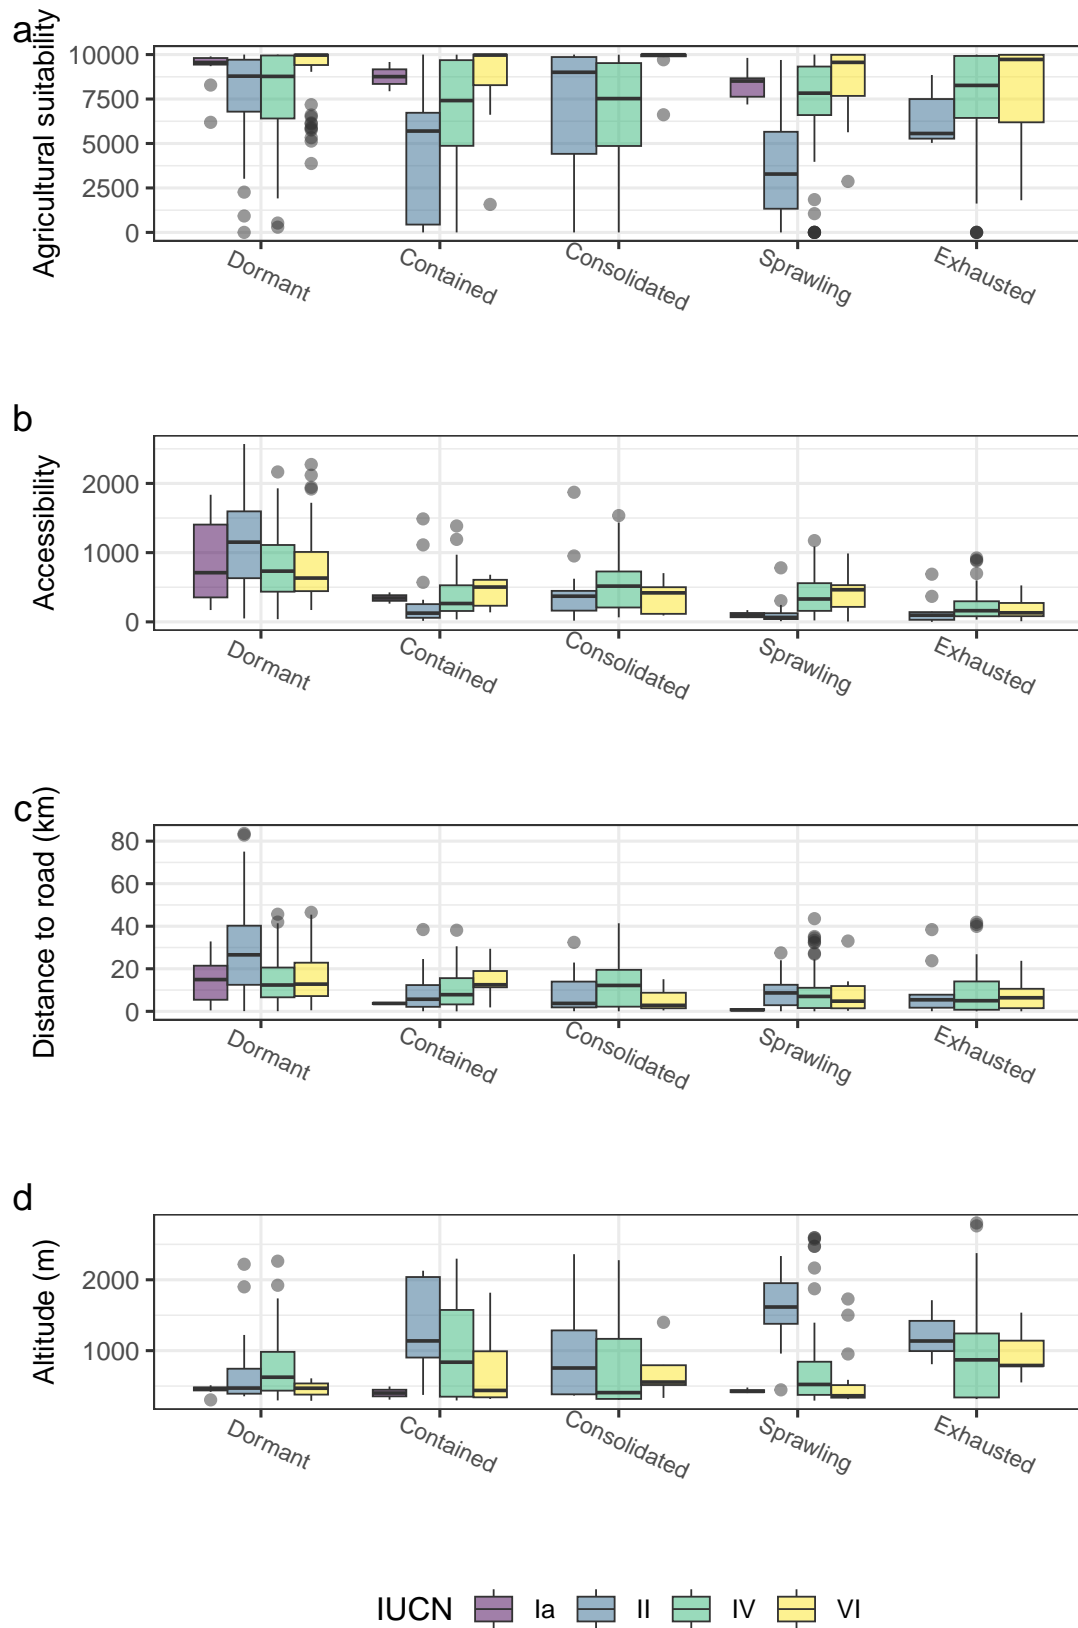 a
Agricultural suitability
10000
7500
5000
2500
0
Dormant
Contained
Consolidated
Sprawling
Exhausted
b
Accessibility
2000
1000
0
Dormant
Contained
Consolidated
Sprawling
Exhausted
c
Distance to road (km)
80
60
40
20
0
Dormant
Contained
Consolidated
Sprawling
Exhausted
d
Altitude (m)
2000
1000
Dormant
Contained
Consolidated
Sprawling
Exhausted
IUCN Ia II IV VI